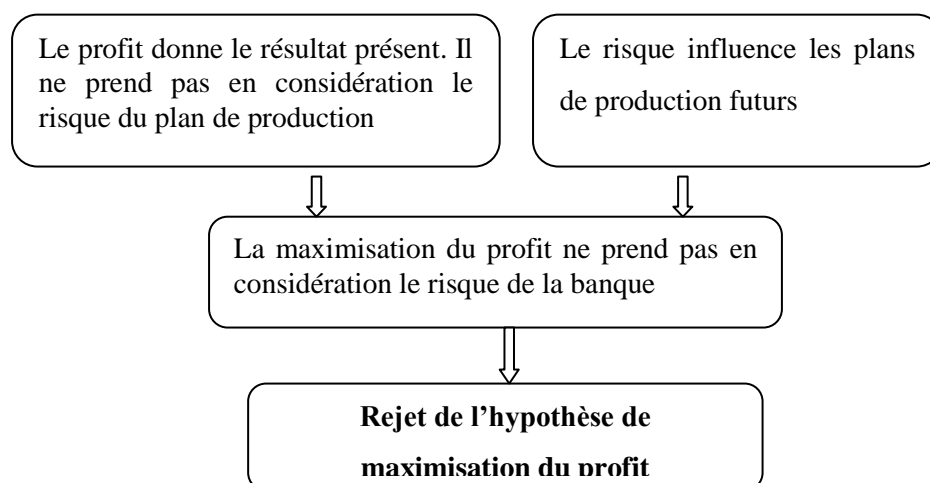 Le profit donne le résultat présent. Il
ne prend pas en considération le
risque du plan de production
Le risque influence les plans
de production futurs
La maximisation du profit ne prend pas en
considération le risque de la banque
Rejet de l’hypothèse de
maximisation du profit